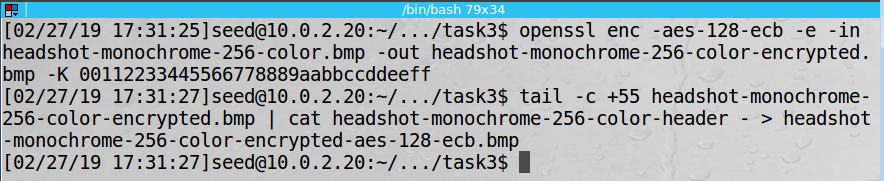 /bin/bash 79x34
[02/27/19 17:31:25]seed@10.0.2.20:~/.../task3$ openssl enc -aes-128-ecb -e -in
headshot-monochrome-256-color.bmp -out headshot-monochrome-256-color-encrypted.
bmp -K 00112233445566778889aabbccddeeff
[02/27/19 17:31:27]seed@10.0.2.20:~/.../task3$ tail -c +55 headshot-monochrome-
256-color-encrypted.bmp | cat headshot-monochrome-256-color-header - > headshot
-monochrome-256-color-encrypted-aes-128-ecb.bmp
[02/27/19 17:31:27]seed@10.0.2.20:~/.../task3$